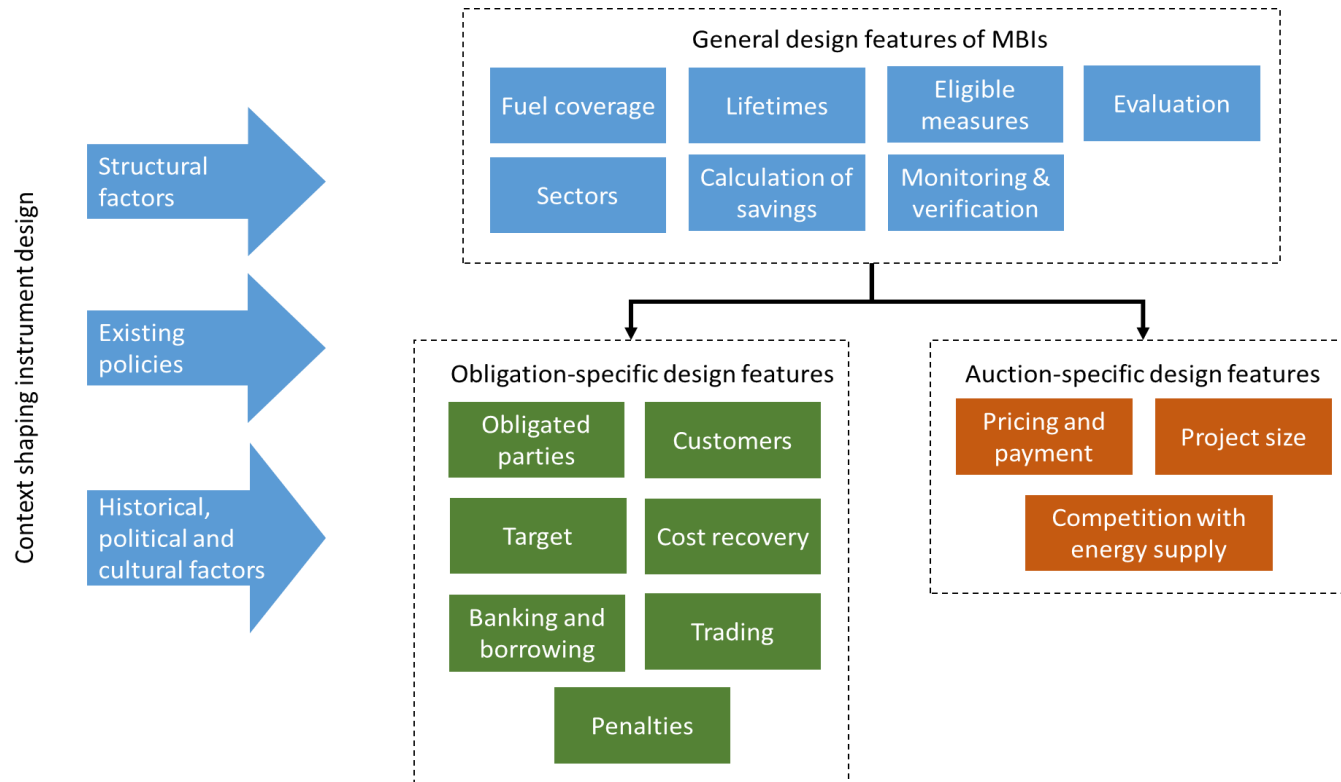 Context shaping instrument design
Structural
factors
Existing
policies
Historical,
political and
cultural factors
General design features of MBIs
Fuel coverage
Lifetimes
Eligible
measures
Evaluation
Sectors
Calculation of
savings
Monitoring &
verification
Obligation-specific design features
Obligated
parties
Customers
Target
Cost recovery
Banking and
borrowing
Trading
Penalties
Auction-specific design features
Pricing and
payment
Project size
Competition with
energy supply